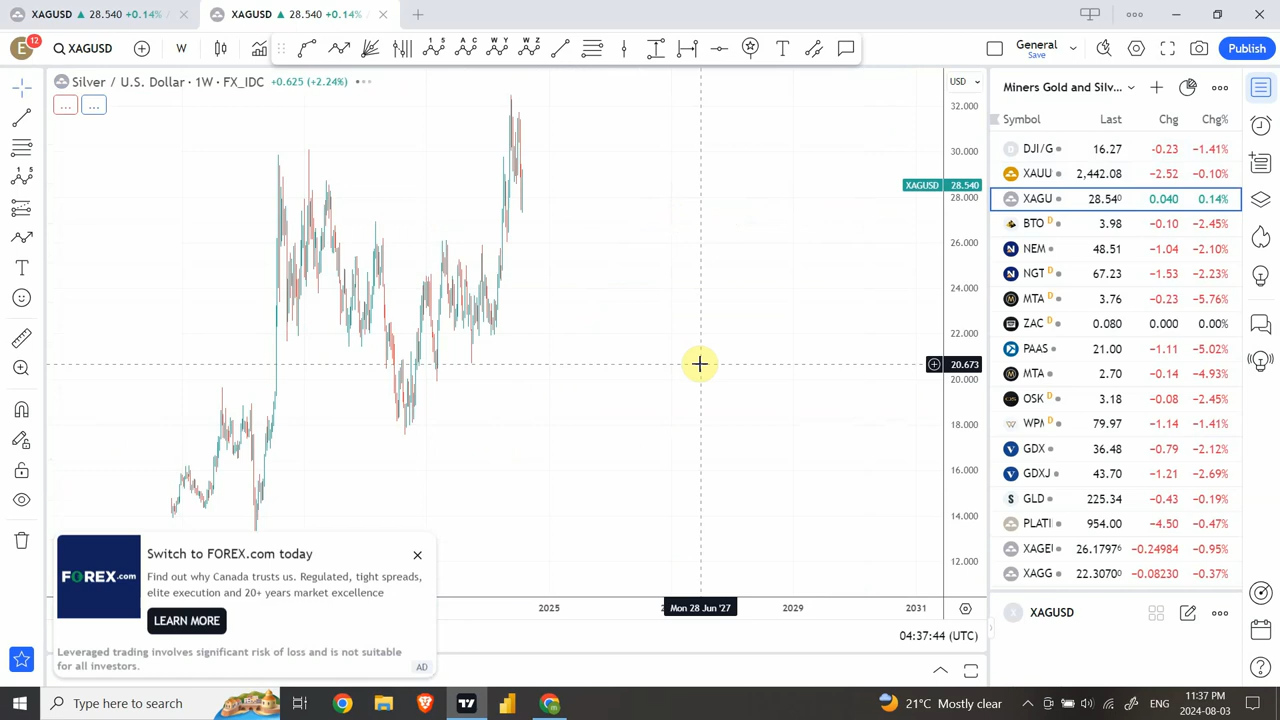 XAGUSD ▲ 28.540 +0.14%
XAGUSD ▲ 28.540 +0.14%
E
12
XAGUSD
W
General
Save
Publish
Silver / U.S. Dollar · 1W · FX_IDC +0.625 (+2.24%)
USD
32.000
30.000
XAGUSD 28.540
28.000
26.000
24.000
22.000
20.673
20.000
18.000
16.000
14.000
12.000
2025
Mon 28 Jun '27
2029
2031
04:37:44 (UTC)
Miners Gold and Silv...
Symbol Last Chg Chg%
DJI/G 16.27 -0.23 −1.41%
XAUU 2,442.08 −2.52 −0.10%
XAGU 28.540 0.040 0.14%
BTO D 3.98 −0.10 −2.45%
NEM 48.51 −1.04 −2.10%
NGT D 67.23 −1.53 −2.23%
MTA D 3.76 −0.23 −5.76%
ZAC D 0.080 0.000 0.00%
PAAS 21.00 −1.11 −5.02%
MTA 2.70 −0.14 −4.93%
OSK D 3.18 −0.08 −2.45%
WPM D 79.97 −1.14 −1.41%
GDX 36.48 −0.79 −2.12%
GDXJ 43.70 −1.21 −2.69%
GLD 225.34 −0.43 −0.19%
PLATI 954.00 −4.50 −0.47%
XAGE 26.1797⁶ −0.24984 −0.95%
XAGG 22.3070⁰ −0.08230 −0.37%
X XAGUSD
FOREX.com
Switch to FOREX.com today
Find out why Canada trusts us. Regulated, tight spreads,
elite execution and 20+ years market excellence
LEARN MORE
Leveraged trading involves significant risk of loss and is not suitable
for all investors.
AD
Type here to search
21°C Mostly clear
ENG
11:37 PM
2024-08-03